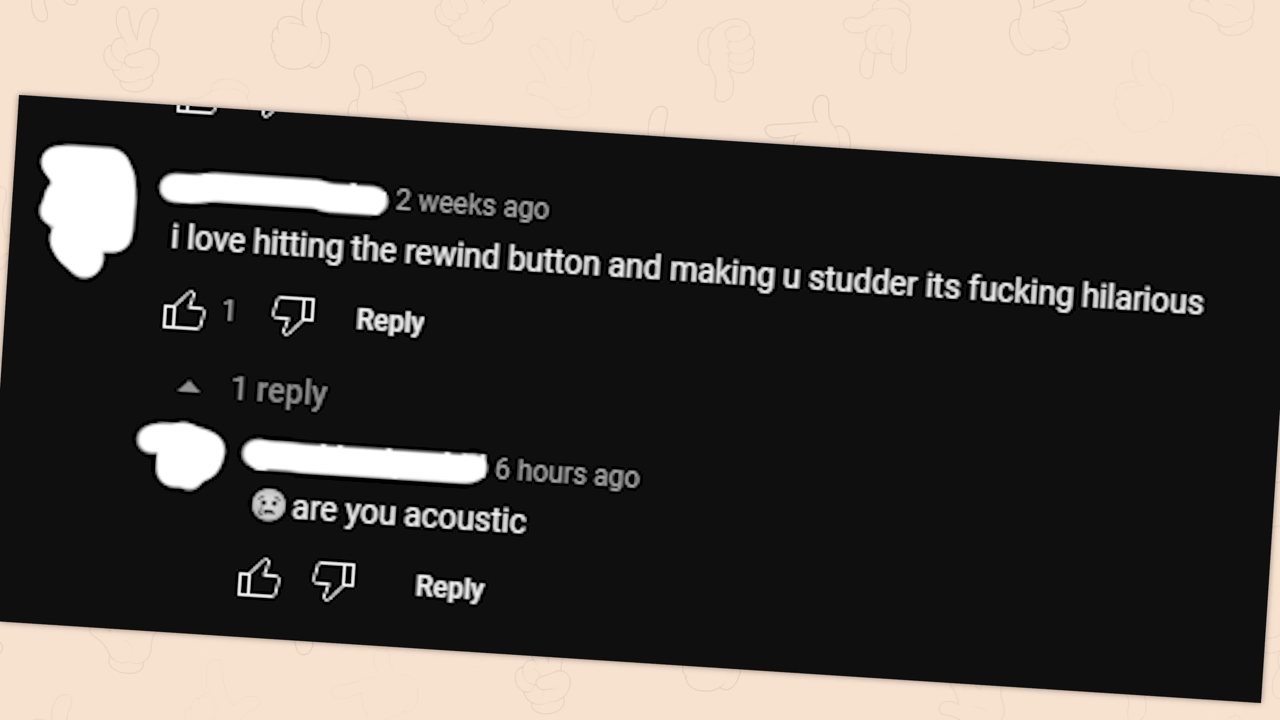 2 weeks ago
i love hitting the rewind button and making u studder its fucking hilarious
1 Reply
1 reply
6 hours ago
😢 are you acoustic
Reply